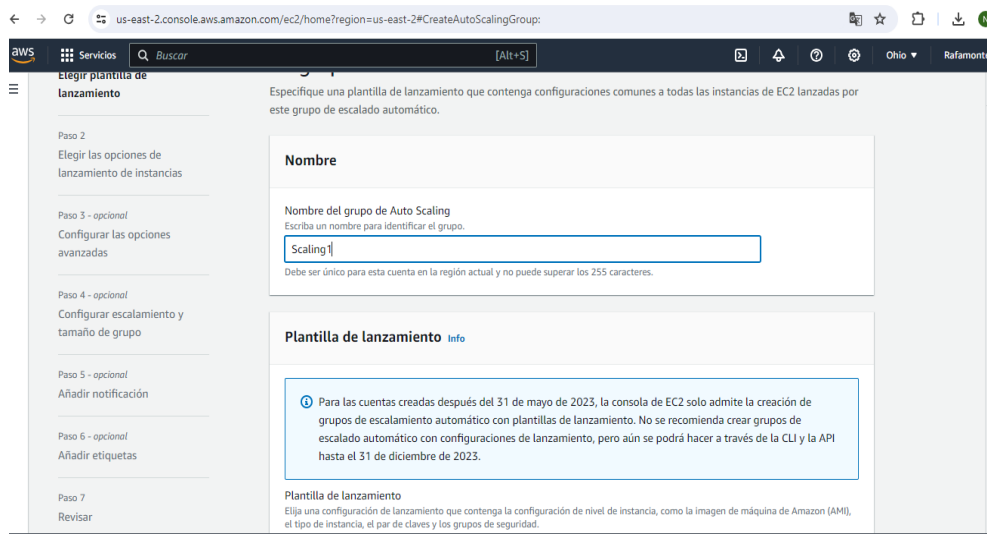 us-east-2.console.aws.amazon.com/ec2/home?region=us-east-2#CreateAutoScalingGroup:
aws
Servicios
Buscar
[Alt+S]
Ohio
Rafamont
Elegir plantilla de
lanzamiento
Especifique una plantilla de lanzamiento que contenga configuraciones comunes a todas las instancias de EC2 lanzadas por
este grupo de escalado automático.
Paso 2
Elegir las opciones de
lanzamiento de instancias
Paso 3 - opcional
Configurar las opciones
avanzadas
Paso 4 - opcional
Configurar escalamiento y
tamaño de grupo
Paso 5 - opcional
Añadir notificación
Paso 6 - opcional
Añadir etiquetas
Paso 7
Revisar
Nombre
Nombre del grupo de Auto Scaling
Escriba un nombre para identificar el grupo.
Scaling1
Debe ser único para esta cuenta en la región actual y no puede superar los 255 caracteres.
Plantilla de lanzamiento Info
Para las cuentas creadas después del 31 de mayo de 2023, la consola de EC2 solo admite la creación de
grupos de escalamiento automático con plantillas de lanzamiento. No se recomienda crear grupos de
escalado automático con configuraciones de lanzamiento, pero aún se podrá hacer a través de la CLI y la API
hasta el 31 de diciembre de 2023.
Plantilla de lanzamiento
Elija una configuración de lanzamiento que contenga la configuración de nivel de instancia, como la imagen de máquina de Amazon (AMI),
el tipo de instancia, el par de claves y los grupos de seguridad.